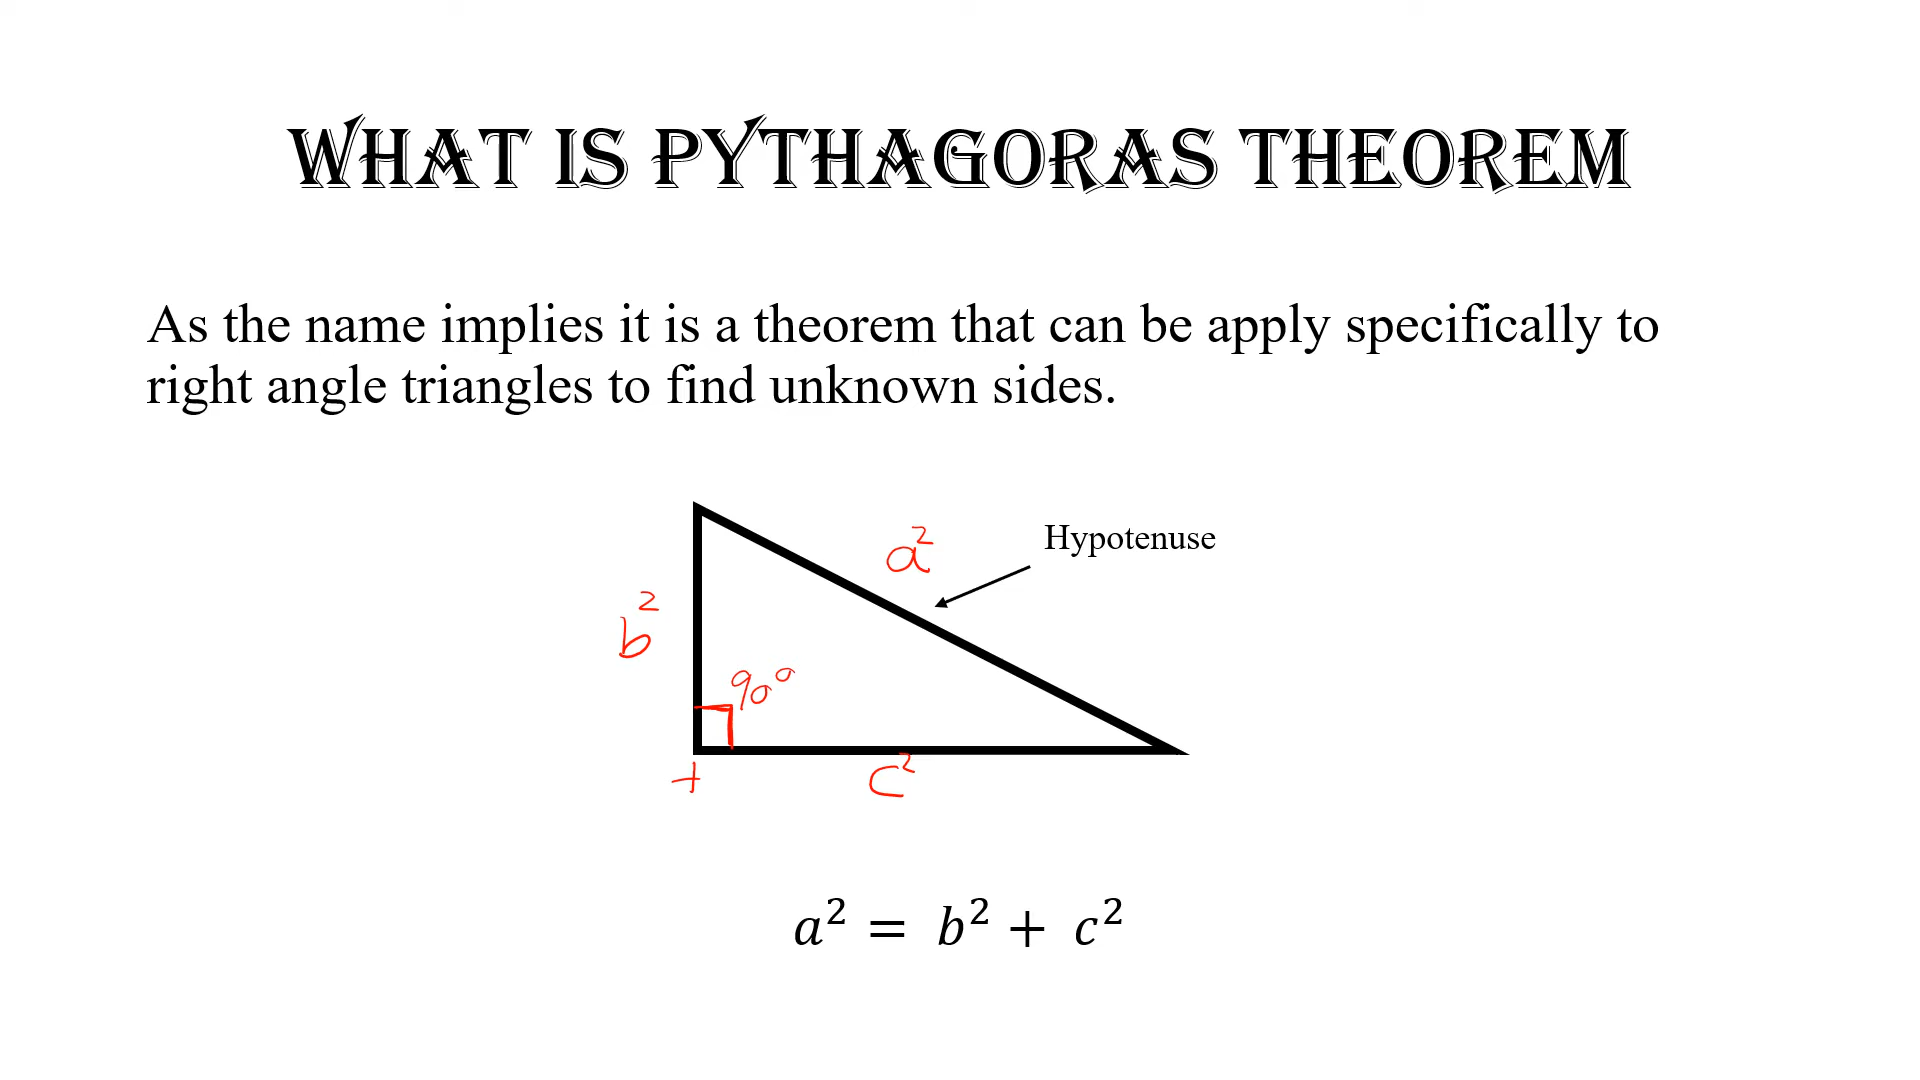 WHAT IS PYTHAGORAS THEOREM
As the name implies it is a theorem that can be apply specifically to
right angle triangles to find unknown sides.
a²
Hypotenuse
b²
90°
+
c²
a² = b² + c²